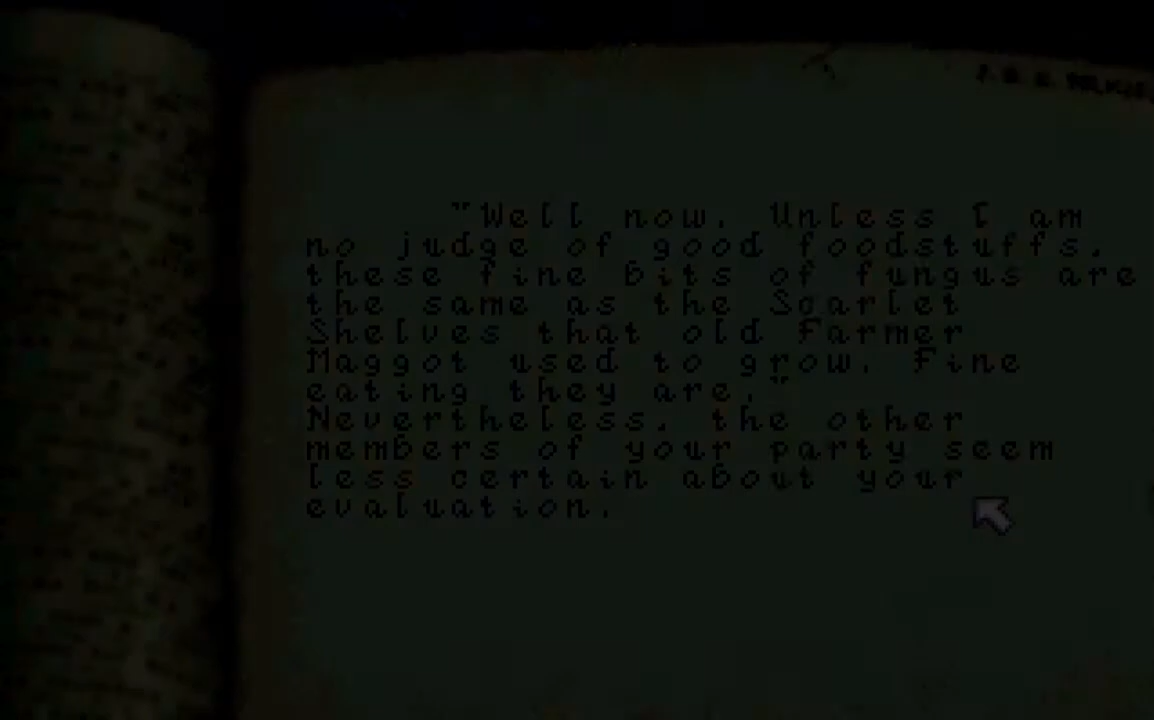 "Well now. Unless I am
no judge of good foodstuffs,
these fine bits of fungus are
the same as the Scarlet
Shelves that old Farmer
Maggot used to grow. Fine
eating they are."
Nevertheless, the other
members of your party seem
less certain about your
evaluation.